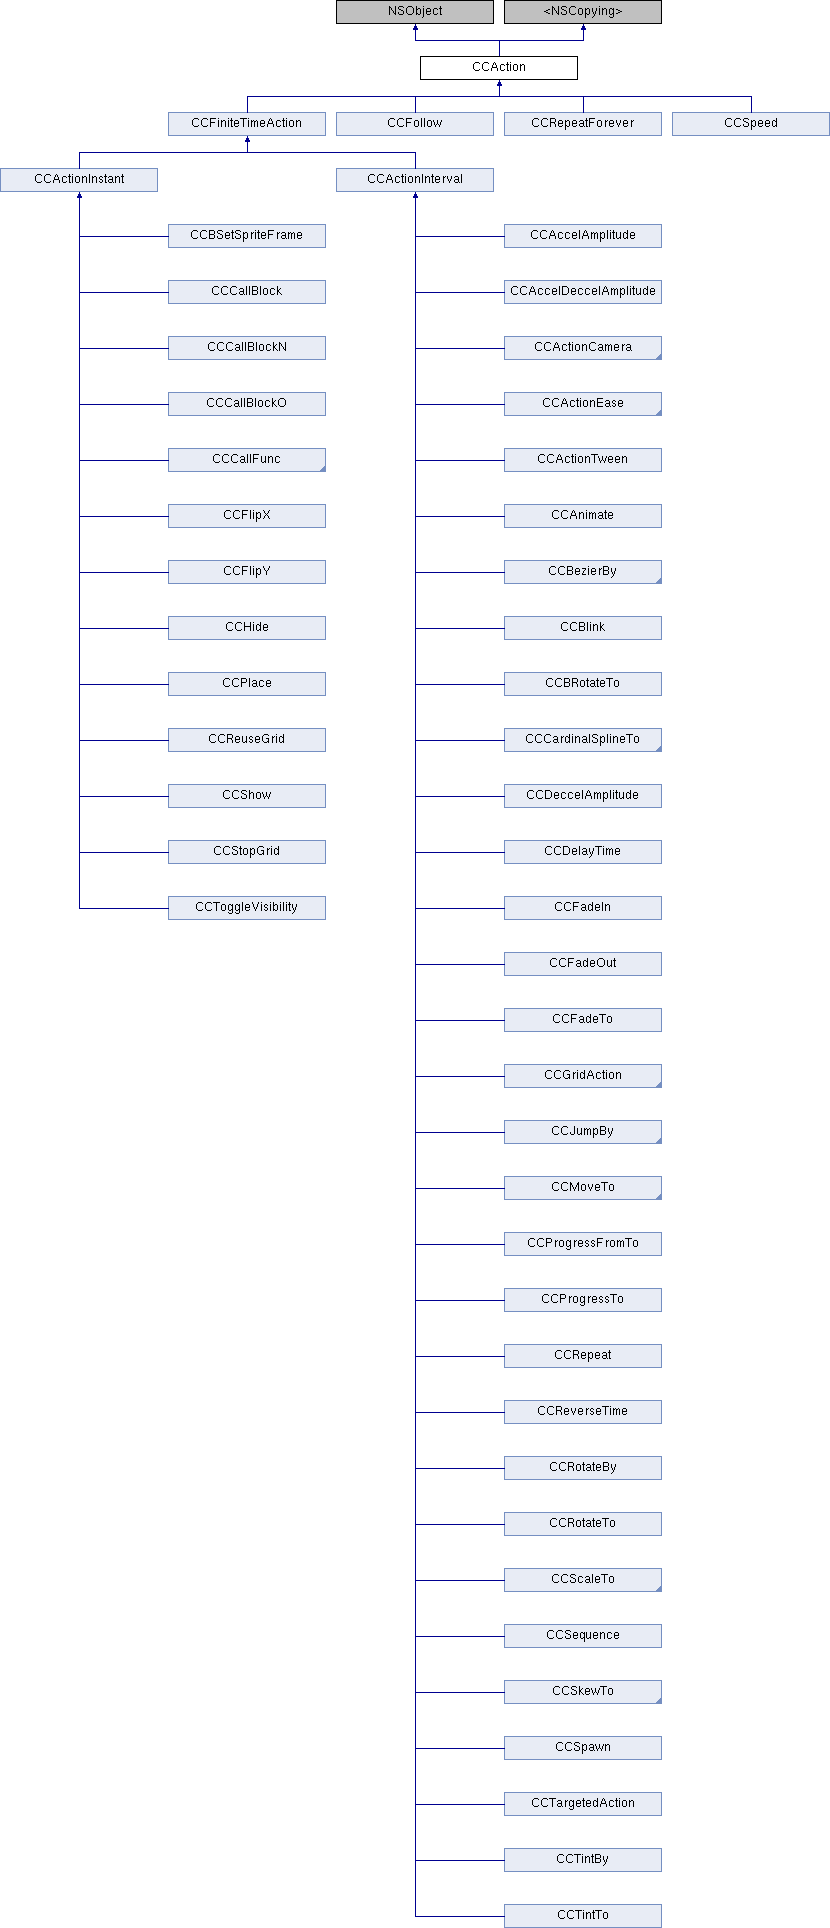 NSObject
<NSCopying>
CCAction
CCFiniteTimeAction
CCFollow
CCRepeatForever
CCSpeed
CCActionInstant
CCActionInterval
CCBSetSpriteFrame
CCAccelAmplitude
CCCallBlock
CCAccelDeccelAmplitude
CCCallBlockN
CCActionCamera
CCCallBlockO
CCActionEase
CCCallFunc
CCActionTween
CCFlipX
CCAnimate
CCFlipY
CCBezierBy
CCHide
CCBlink
CCPlace
CCBRotateTo
CCReuseGrid
CCCardinalSplineTo
CCShow
CCDeccelAmplitude
CCStopGrid
CCDelayTime
CCToggleVisibility
CCFadeIn
CCFadeOut
CCFadeTo
CCGridAction
CCJumpBy
CCMoveTo
CCProgressFromTo
CCProgressTo
CCRepeat
CCReverseTime
CCRotateBy
CCRotateTo
CCScaleTo
CCSequence
CCSkewTo
CCSpawn
CCTargetedAction
CCTintBy
CCTintTo